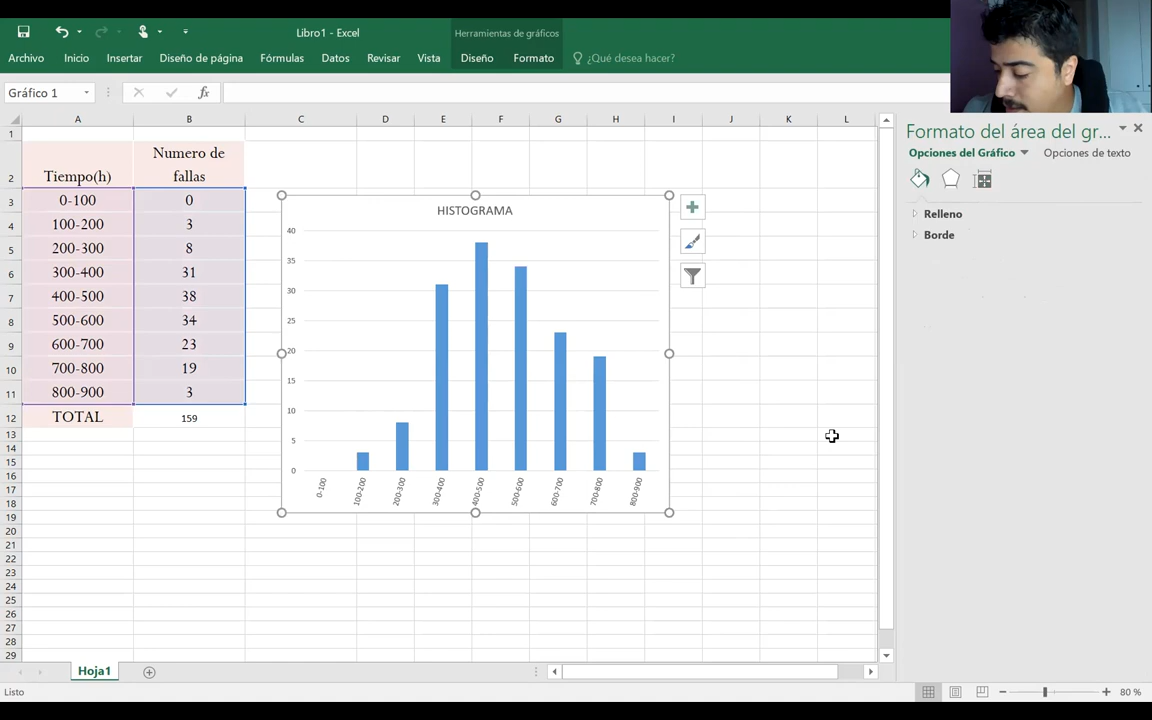 Libro1 - Excel
Herramientas de gráficos
Archivo Inicio Insertar Diseño de página Fórmulas Datos Revisar Vista Diseño Formato ¿Qué desea hacer?
Gráfico 1
fx
Formato del área del gr...
Opciones del Gráfico Opciones de texto
Relleno
Borde
A B C D E F G H I J K L
1
2
3
4
5
6
7
8
9
10
11
12
13
14
15
16
17
18
19
20
21
22
23
24
25
26
27
28
29
Tiempo(h) Numero de
fallas
0-100 0
100-200 3
200-300 8
300-400 31
400-500 38
500-600 34
600-700 23
700-800 19
800-900 3
TOTAL 159
HISTOGRAMA
40
35
30
25
20
15
10
5
0
0-100 100-200 200-300 300-400 400-500 500-600 600-700 700-800 800-900
Hoja1
Listo
80 %